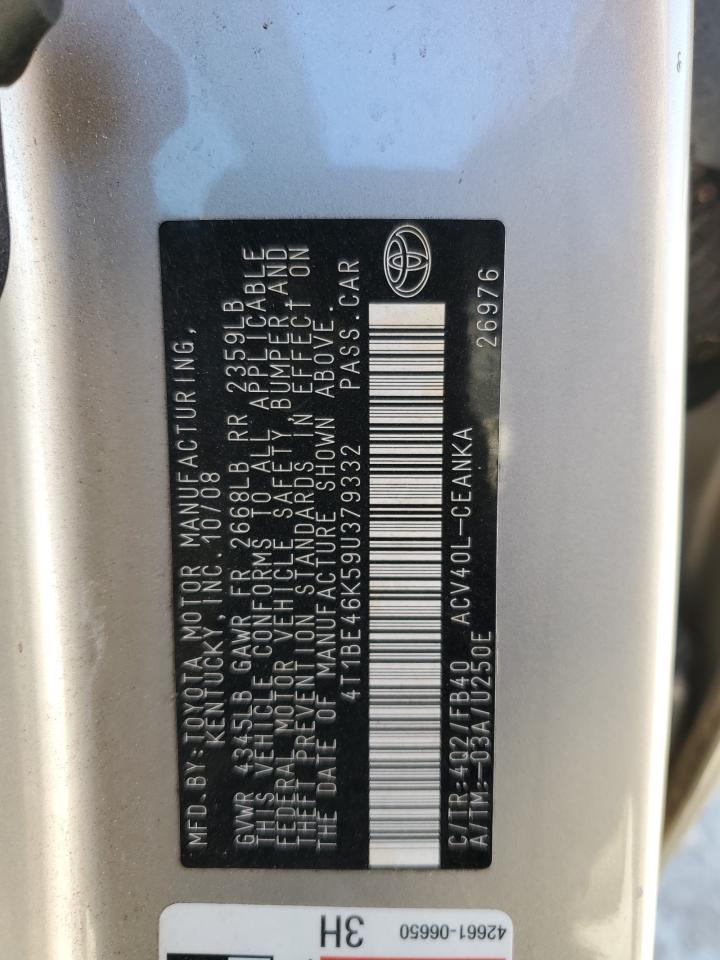 MFD.BY:TOYOTA MOTOR MANUFACTURING,
KENTUCKY, INC. 10/08
GVWR 4345LB GAWR FR 2668LB RR 2359LB
THIS VEHICLE CONFORMS TO ALL APPLICABLE
FEDERAL MOTOR VEHICLE SAFETY, BUMPER, AND
THEFT PREVENTION STANDARDS IN EFFECT ON
THE DATE OF MANUFACTURE SHOWN ABOVE.
4T1BE46K59U379332 PASS.CAR
C/TR:4Q2/FB40 ACV40L-CEANKA
A/TM:-03A/U250E 26976
42661-06650
3H